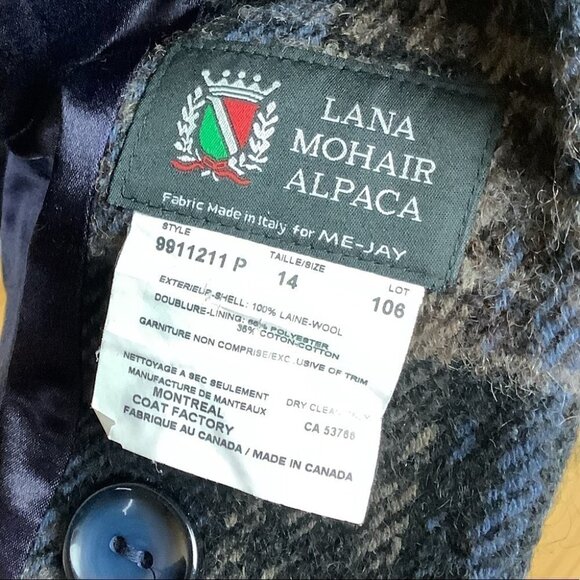 LANA
MOHAIR
ALPACA
Fabric Made in Italy for ME-JAY
STYLE TAILLE/SIZE LOT
9911211 P 14 106
EXTERIEUR-SHELL: 100% LAINE-WOOL
DOUBLURE-LINING: POLYESTER
36% COTON-COTTON
GARNITURE NON COMPRISE/EXCLUSIVE OF TRIM
NETTOYAGE A SEC SEULEMENT DRY CLEAN
MANUFACTURE DE MANTEAUX
MONTREAL CA 53768
COAT FACTORY
FABRIQUE AU CANADA / MADE IN CANADA